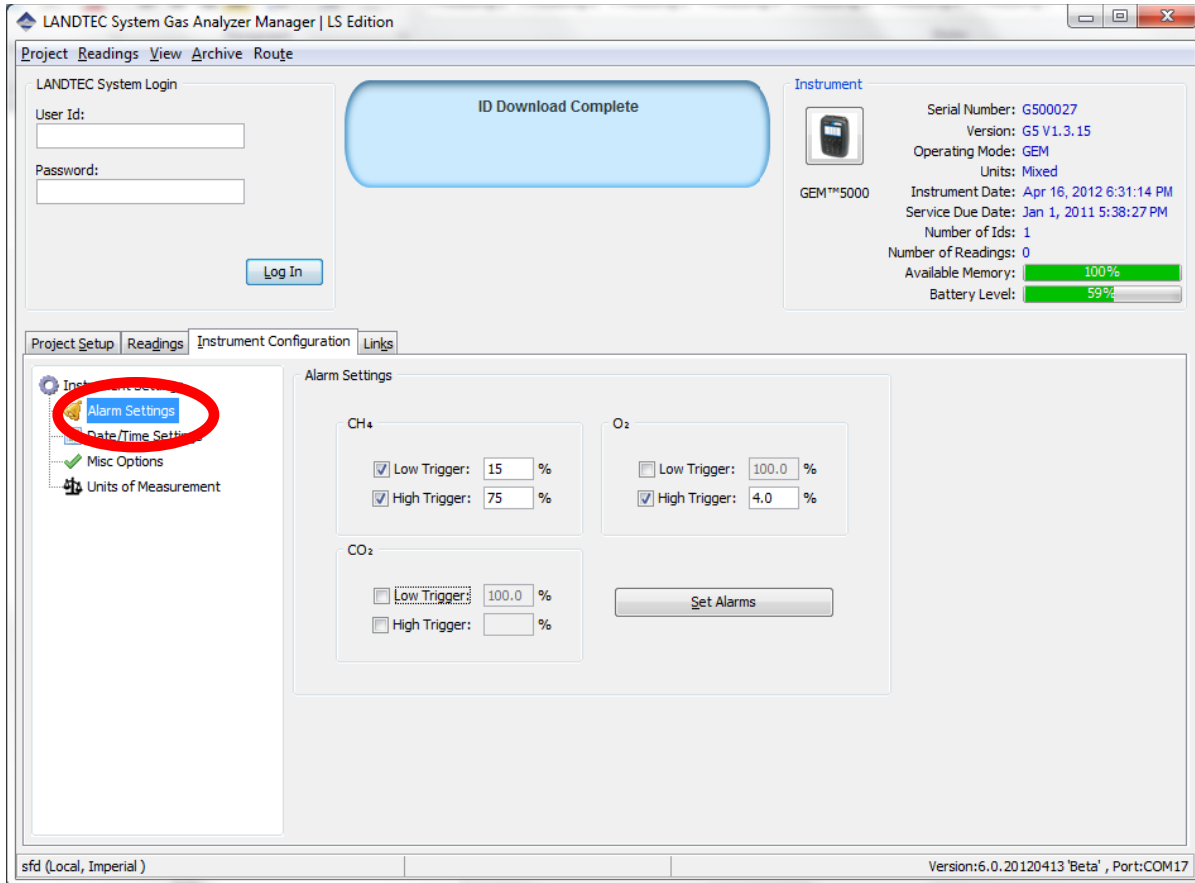 LANDTEC System Gas Analyzer Manager | LS Edition
Project Readings View Archive Route
LANDTEC System Login
User Id:
Password:
Log In
ID Download Complete
Instrument
GEM™5000
Serial Number: G500027
Version: G5 V1.3.15
Operating Mode: GEM
Units: Mixed
Instrument Date: Apr 16, 2012 6:31:14 PM
Service Due Date: Jan 1, 2011 5:38:27 PM
Number of Ids: 1
Number of Readings: 0
Available Memory: 100%
Battery Level: 59%
Project Setup Readings Instrument Configuration Links
Instrument Settings
Alarm Settings
Date/Time Settings
Misc Options
Units of Measurement
Alarm Settings
CH₄
Low Trigger: 15 %
High Trigger: 75 %
O₂
Low Trigger: 100.0 %
High Trigger: 4.0 %
CO₂
Low Trigger: 100.0 %
High Trigger: %
Set Alarms
sfd (Local, Imperial )
Version:6.0.20120413 'Beta' , Port:COM17